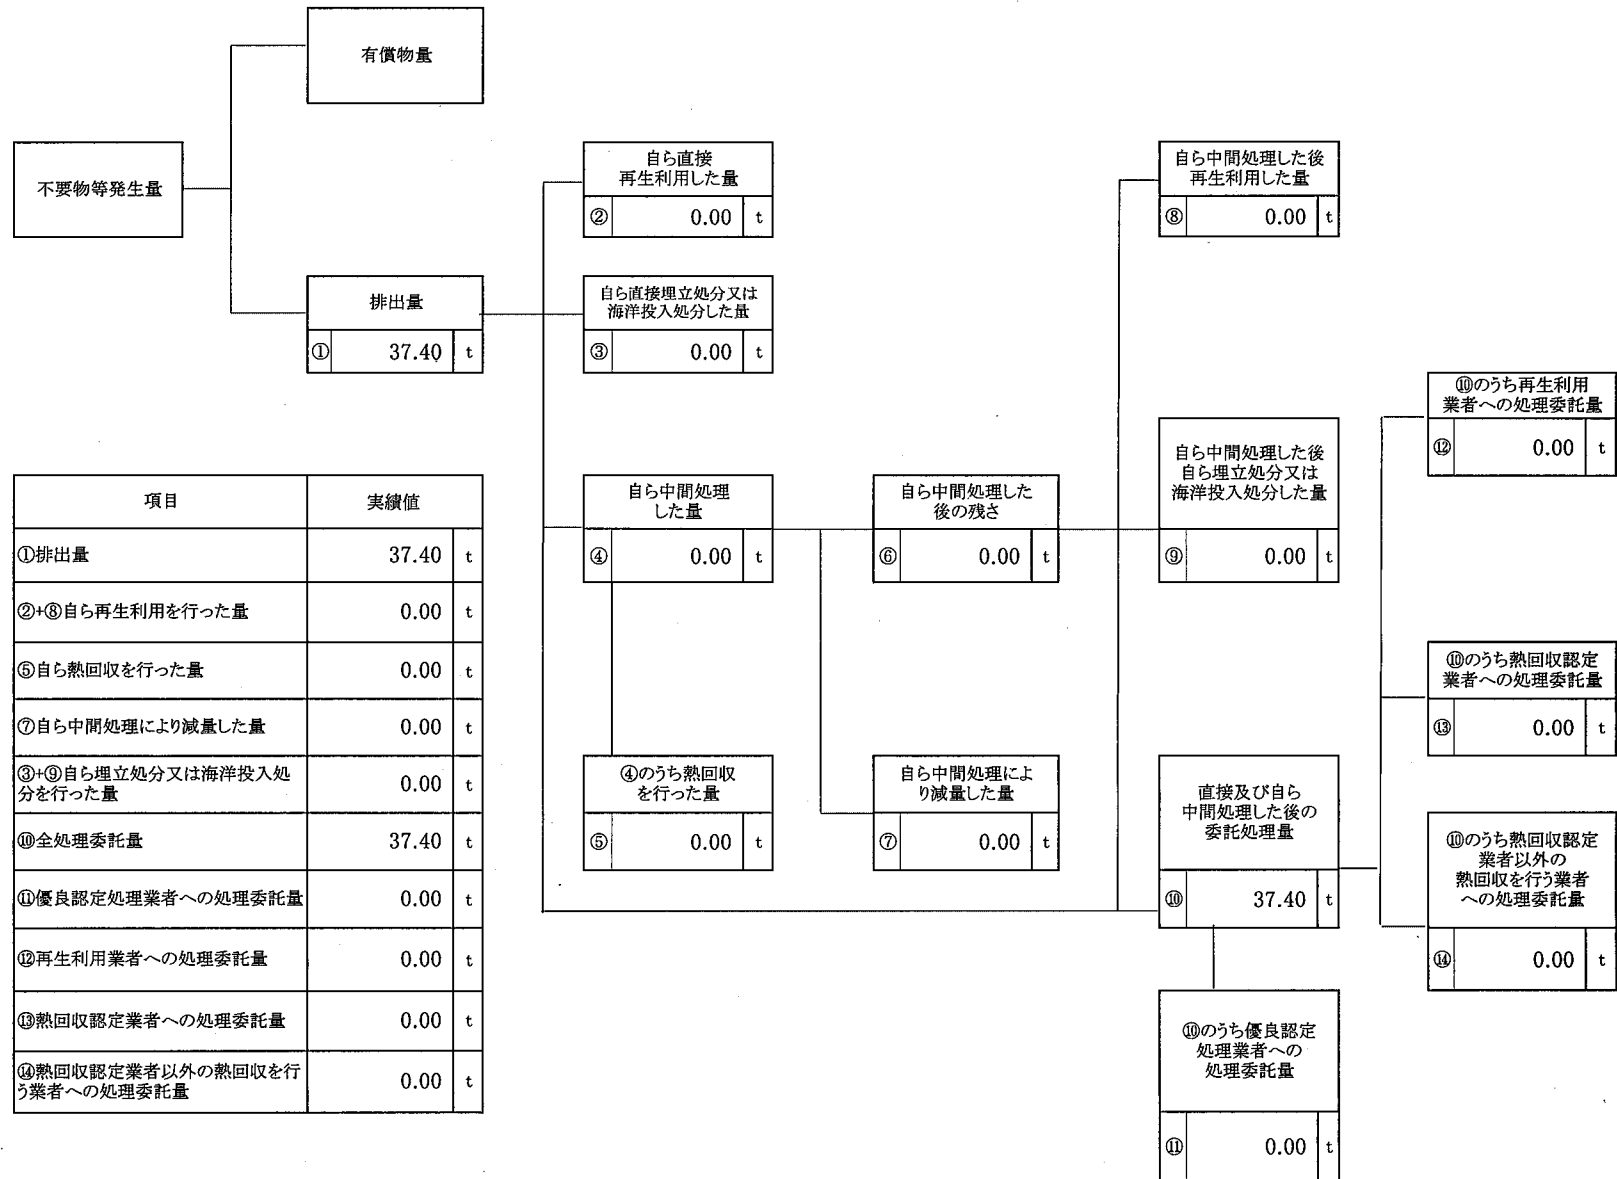 有償物量
不要物等発生量
排出量
① 37.40 t
自ら直接
再生利用した量
② 0.00 t
自ら直接埋立処分又は
海洋投入処分した量
③ 0.00 t
自ら中間処理
した量
④ 0.00 t
④のうち熱回収
を行った量
⑤ 0.00 t
自ら中間処理した
後の残さ
⑥ 0.00 t
自ら中間処理によ
り減量した量
⑦ 0.00 t
自ら中間処理した後
再生利用した量
⑧ 0.00 t
自ら中間処理した後
自ら埋立処分又は
海洋投入処分した量
⑨ 0.00 t
直接及び自ら
中間処理した後の
委託処理量
⑩ 37.40 t
⑩のうち優良認定
処理業者への
処理委託量
⑪ 0.00 t
⑩のうち再生利用
業者への処理委託量
⑫ 0.00 t
⑩のうち熱回収認定
業者への処理委託量
⑬ 0.00 t
⑩のうち熱回収認定
業者以外の
熱回収を行う業者
への処理委託量
⑭ 0.00 t
項目 実績値
①排出量 37.40 t
②+⑧自ら再生利用を行った量 0.00 t
⑤自ら熱回収を行った量 0.00 t
⑦自ら中間処理により減量した量 0.00 t
③+⑨自ら埋立処分又は海洋投入処
分を行った量 0.00 t
⑩全処理委託量 37.40 t
⑪優良認定処理業者への処理委託量 0.00 t
⑫再生利用業者への処理委託量 0.00 t
⑬熱回収認定業者への処理委託量 0.00 t
⑭熱回収認定業者以外の熱回収を行
う業者への処理委託量 0.00 t